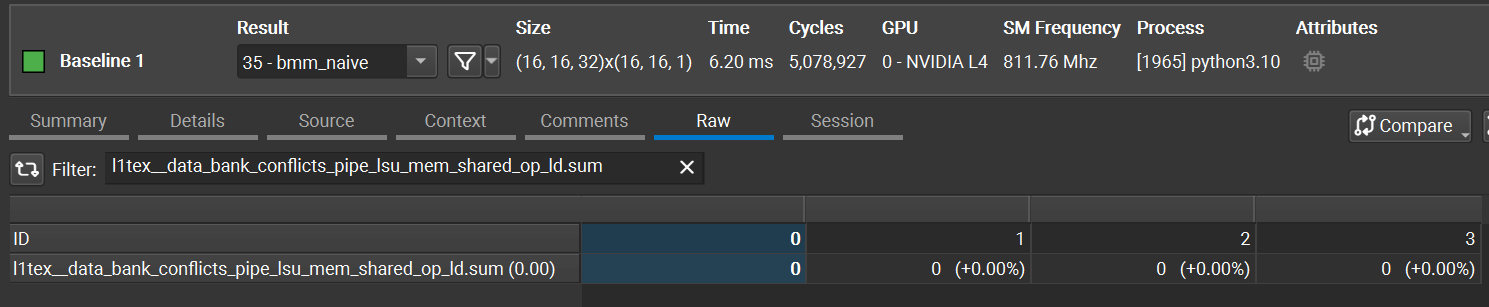 Result Size Time Cycles GPU SM Frequency Process Attributes
Baseline 1 35 - bmm_naive (16, 16, 32)x(16, 16, 1) 6.20 ms 5,078,927 0 - NVIDIA L4 811.76 Mhz [1965] python3.10
Summary Details Source Context Comments Raw Session
Compare
Filter: l1tex__data_bank_conflicts_pipe_lsu_mem_shared_op_ld.sum
ID 0 1 2 3
l1tex__data_bank_conflicts_pipe_lsu_mem_shared_op_ld.sum (0.00) 0 0 (+0.00%) 0 (+0.00%) 0 (+0.00%)